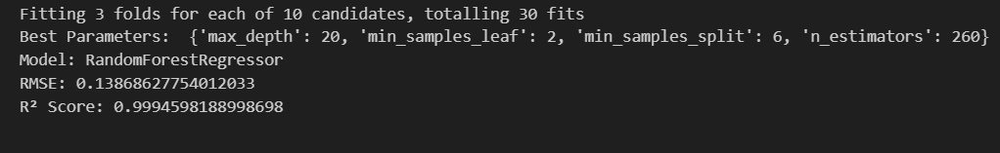 Fitting 3 folds for each of 10 candidates, totalling 30 fits
Best Parameters:  {'max_depth': 20, 'min_samples_leaf': 2, 'min_samples_split': 6, 'n_estimators': 260}
Model: RandomForestRegressor
RMSE: 0.13868627754012033
R² Score: 0.9994598188998698